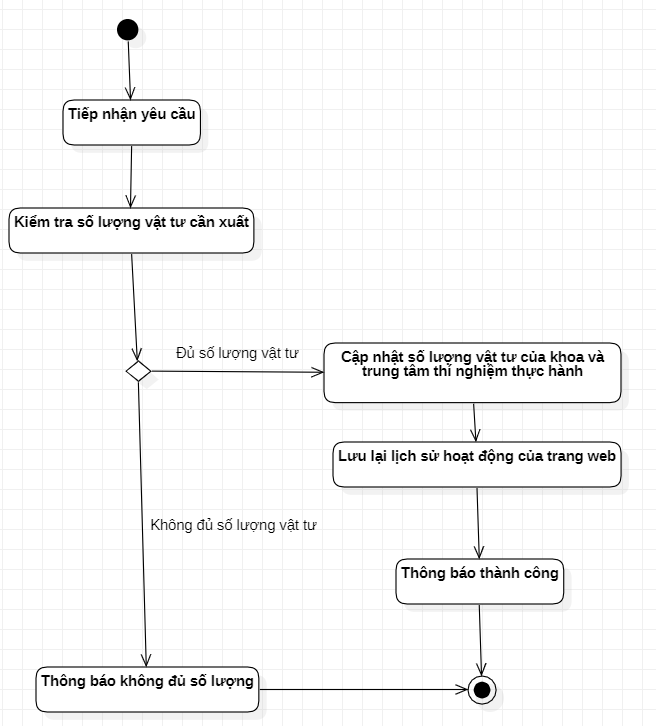 Tiếp nhận yêu cầu
Kiểm tra số lượng vật tư cần xuất
Đủ số lượng vật tư
Cập nhật số lượng vật tư của khoa và
trung tâm thí nghiệm thực hành
Lưu lại lịch sử hoạt động của trang web
Không đủ số lượng vật tư
Thông báo thành công
Thông báo không đủ số lượng